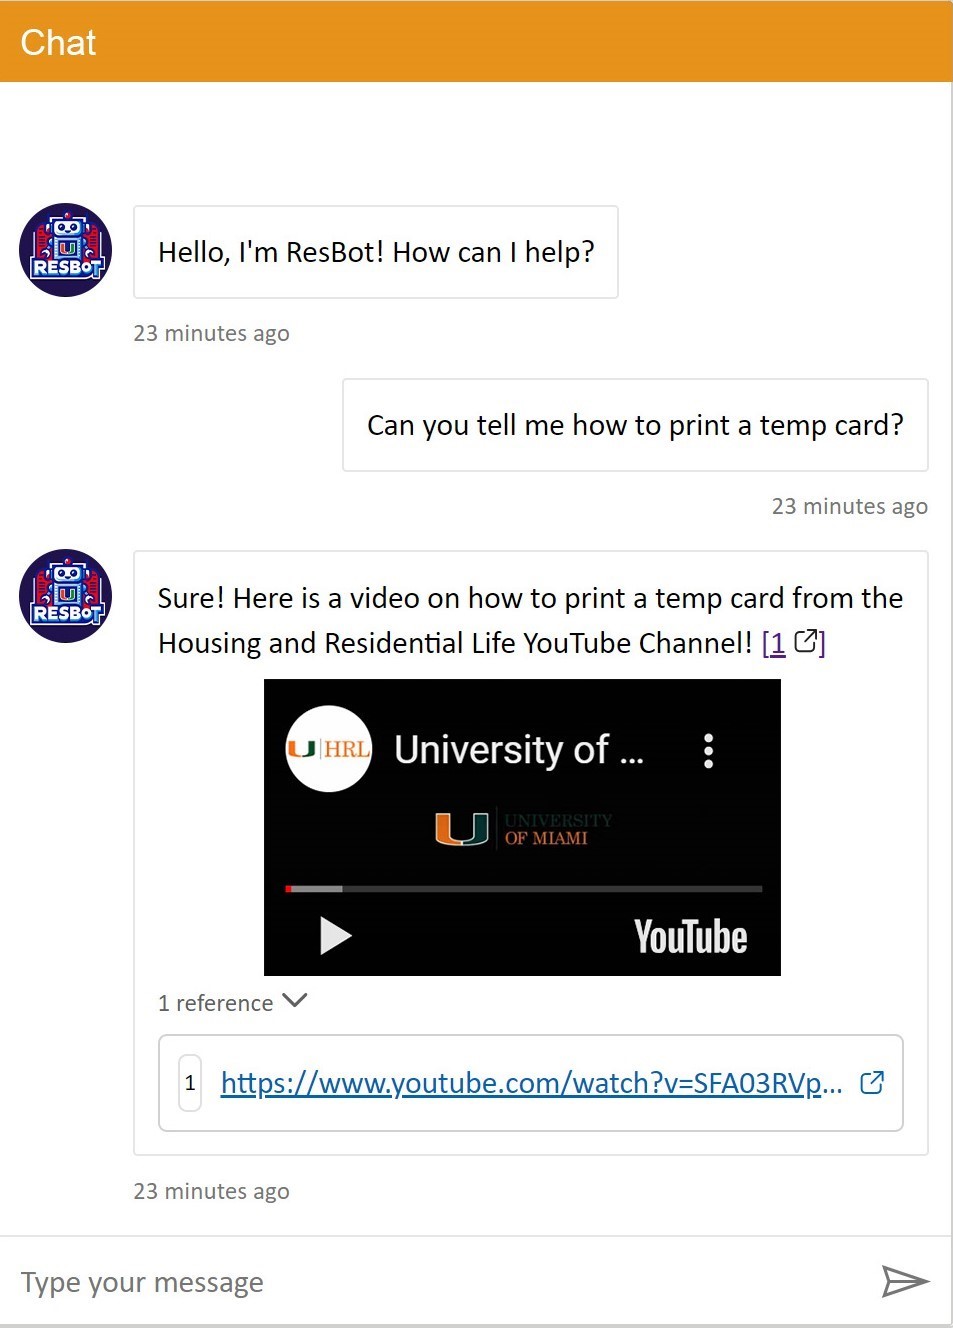 Chat
RESBOT
Hello, I'm ResBot! How can I help?
23 minutes ago
Can you tell me how to print a temp card?
23 minutes ago
RESBOT
Sure! Here is a video on how to print a temp card from the
Housing and Residential Life YouTube Channel! [1]
U HRL University of ...
U UNIVERSITY
OF MIAMI
YouTube
1 reference
1 https://www.youtube.com/watch?v=SFA03RVp...
23 minutes ago
Type your message